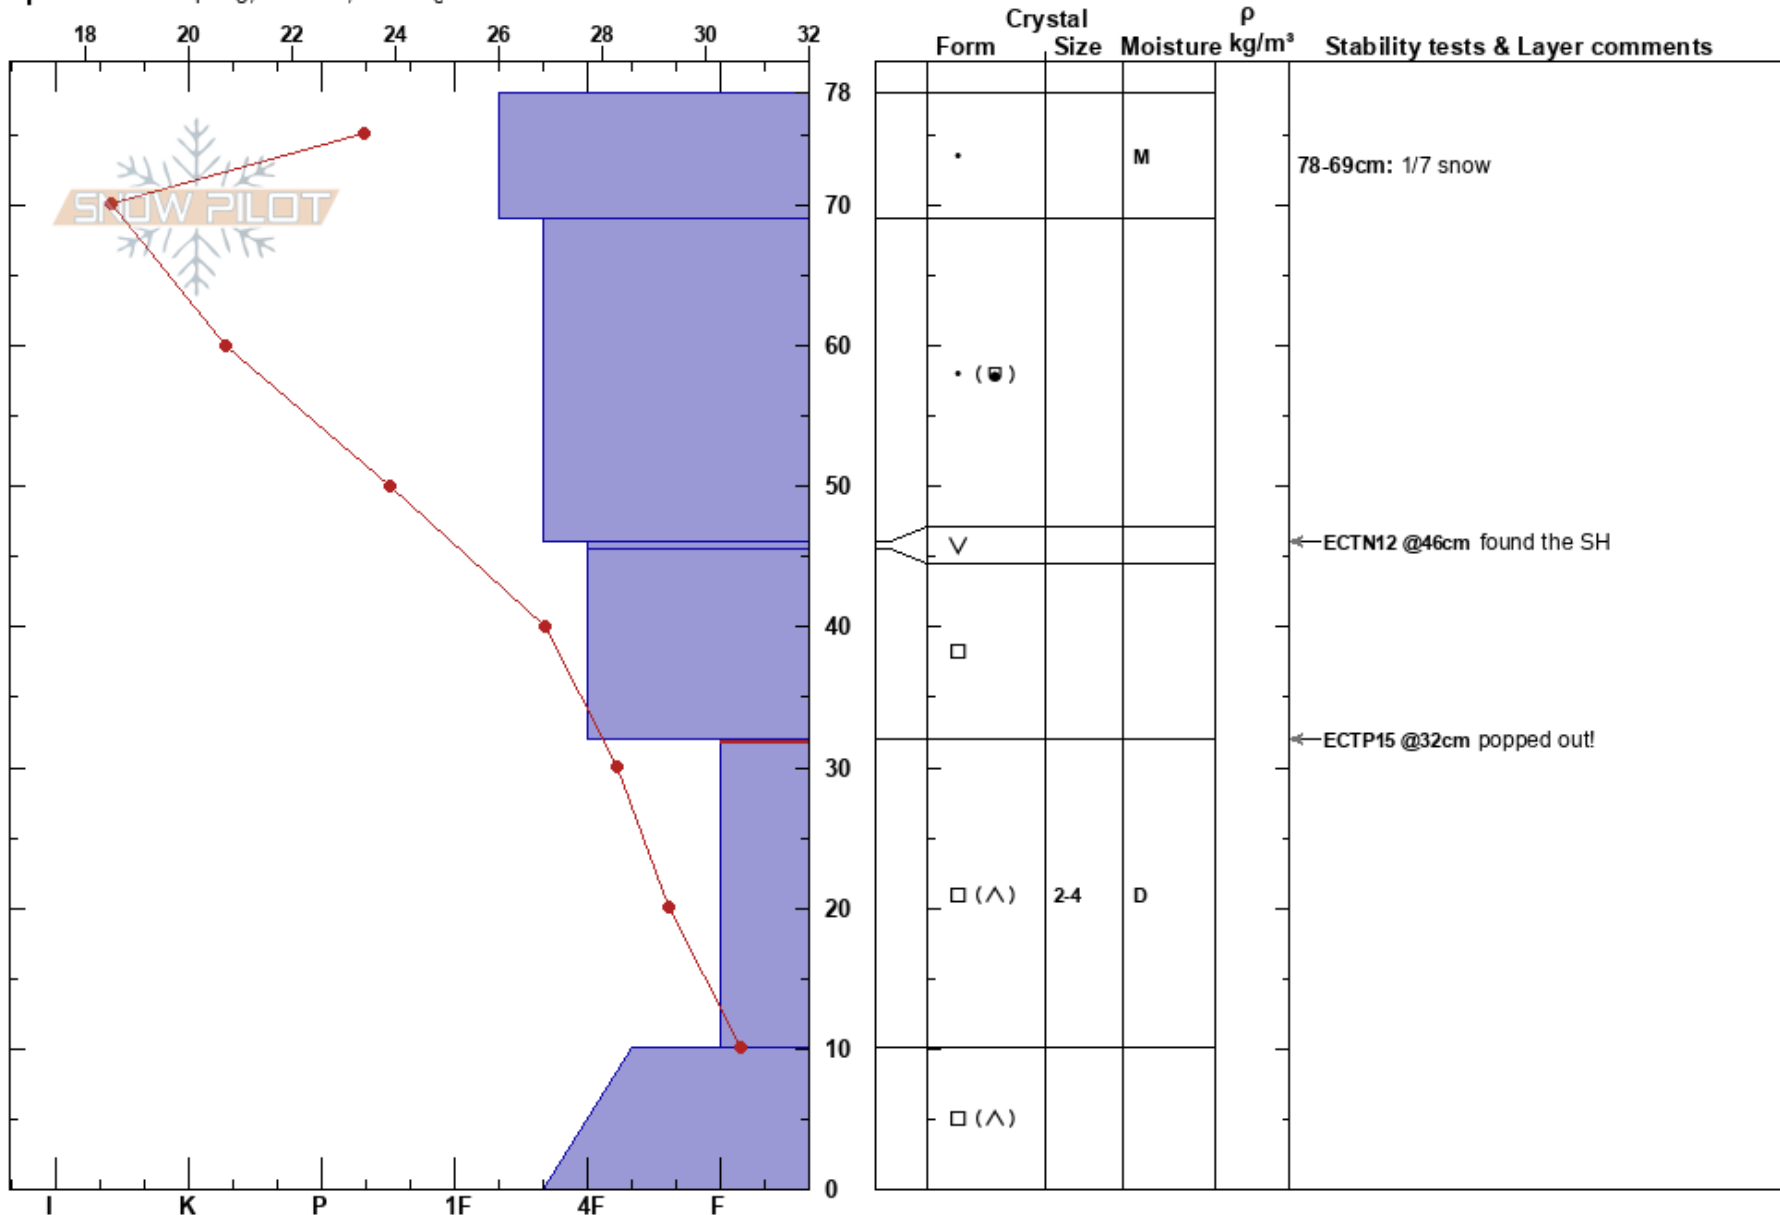 Crystal ρ
Form Size Moisture kg/m³ Stability tests & Layer comments
18 20 22 24 26 28 30 32
78
M
78-69cm: 1/7 snow
SNOW PILOT
70
60
50
ECTN12 @46cm found the SH
40
ECTP15 @32cm popped out!
30
2-4 D
20
10
0
I K P 1F 4F F